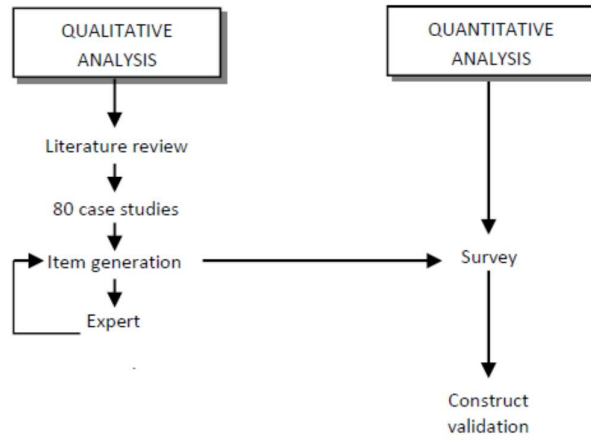 QUALITATIVE
ANALYSIS
Literature review
80 case studies
Item generation
Expert
QUANTITATIVE
ANALYSIS
Survey
Construct
validation